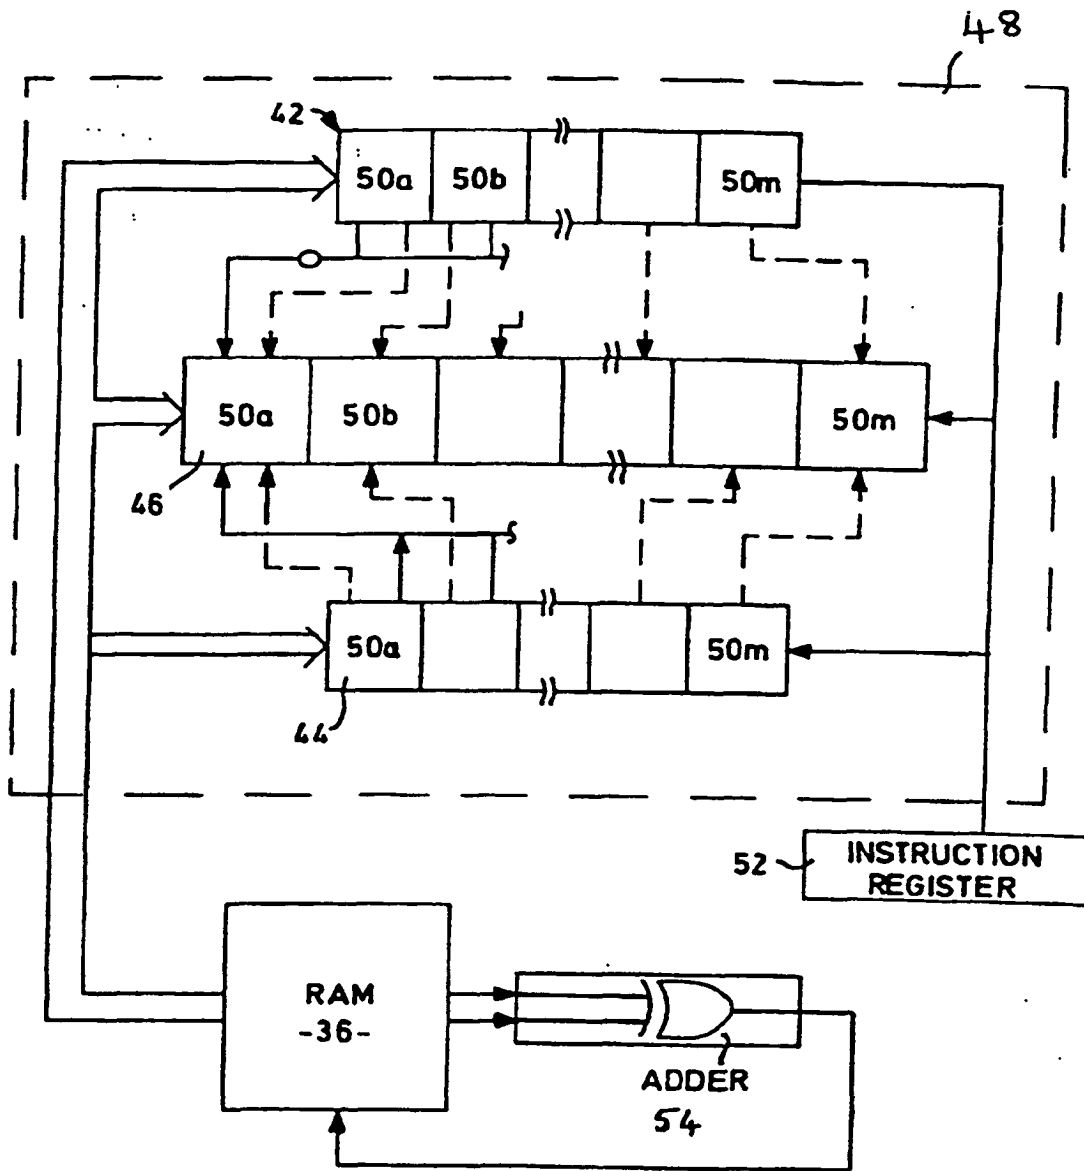 48
42
50a 50b 50m
50a 50b 50m
46
50a 50m
44
52
INSTRUCTION
REGISTER
RAM
-36-
ADDER
54